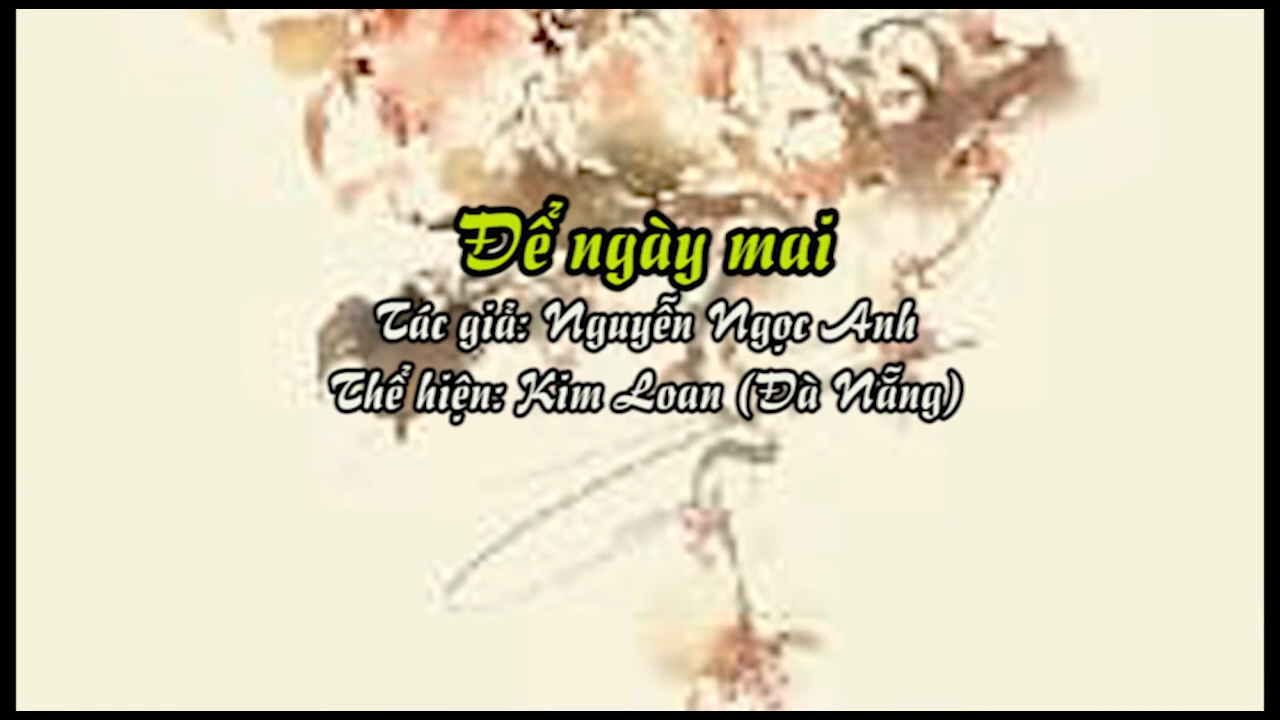 Để ngày mai
Tác giả: Nguyễn Ngọc Anh
Thể hiện: Kim Loan (Đà Nẵng)